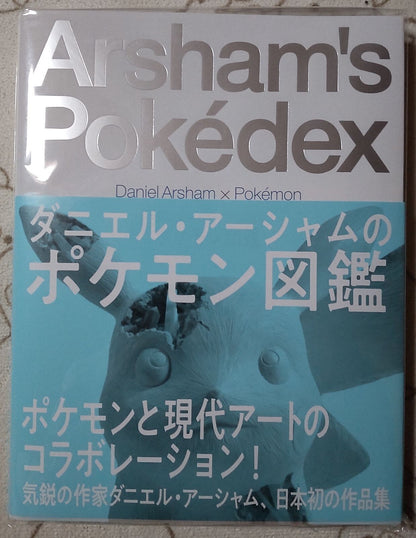 Arsham's
Pokédex
Daniel Arsham × Pokémon
ダニエル・アーシャムの
ポケモン図鑑
ポケモンと現代アートの
コラボレーション!
気鋭の作家ダニエル・アーシャム、日本初の作品集